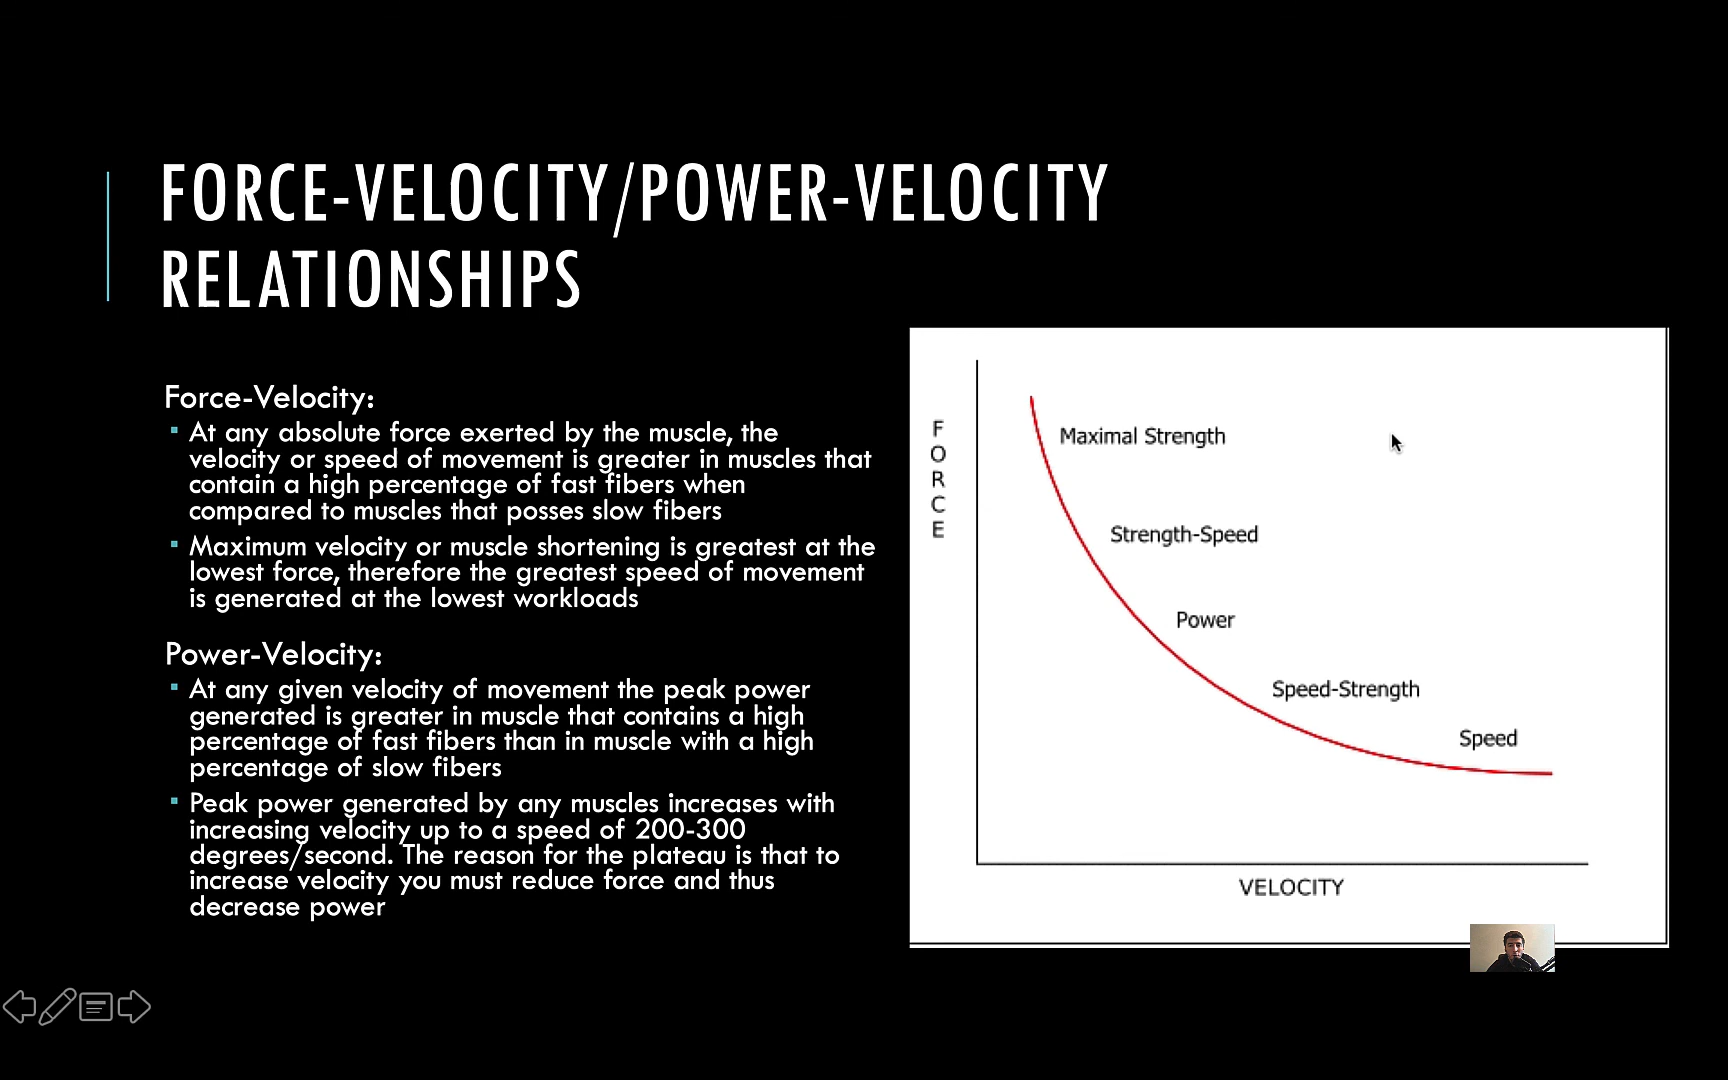 FORCE-VELOCITY/POWER-VELOCITY
RELATIONSHIPS
Force-Velocity:
At any absolute force exerted by the muscle, the
velocity or speed of movement is greater in muscles that
contain a high percentage of fast fibers when
compared to muscles that posses slow fibers
Maximum velocity or muscle shortening is greatest at the
lowest force, therefore the greatest speed of movement
is generated at the lowest workloads
Power-Velocity:
At any given velocity of movement the peak power
generated is greater in muscle that contains a high
percentage of fast fibers than in muscle with a high
percentage of slow fibers
Peak power generated by any muscles increases with
increasing velocity up to a speed of 200-300
degrees/second. The reason for the plateau is that to
increase velocity you must reduce force and thus
decrease power
FORCE
Maximal Strength
Strength-Speed
Power
Speed-Strength
Speed
VELOCITY